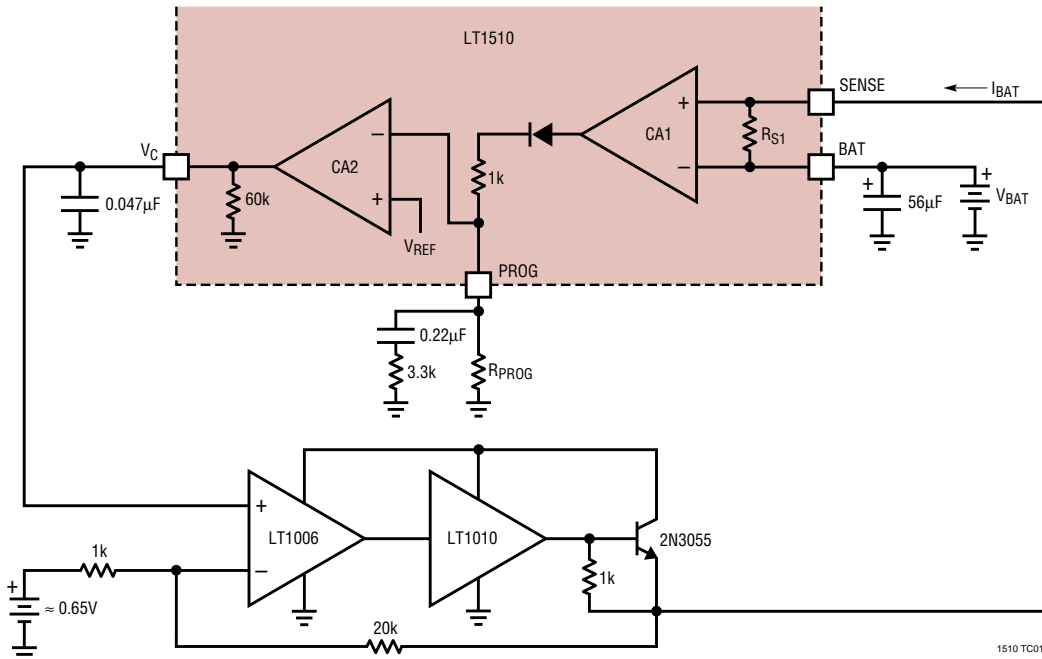 LT1510
SENSE
I_BAT
+
CA1
−
R_S1
BAT
−
CA2
+
V_REF
V_C
60k
1k
0.047µF
+
56µF
+
V_BAT
PROG
0.22µF
3.3k
R_PROG
+
LT1006
−
LT1010
2N3055
1k
1k
+
≈ 0.65V
20k
1510 TC01